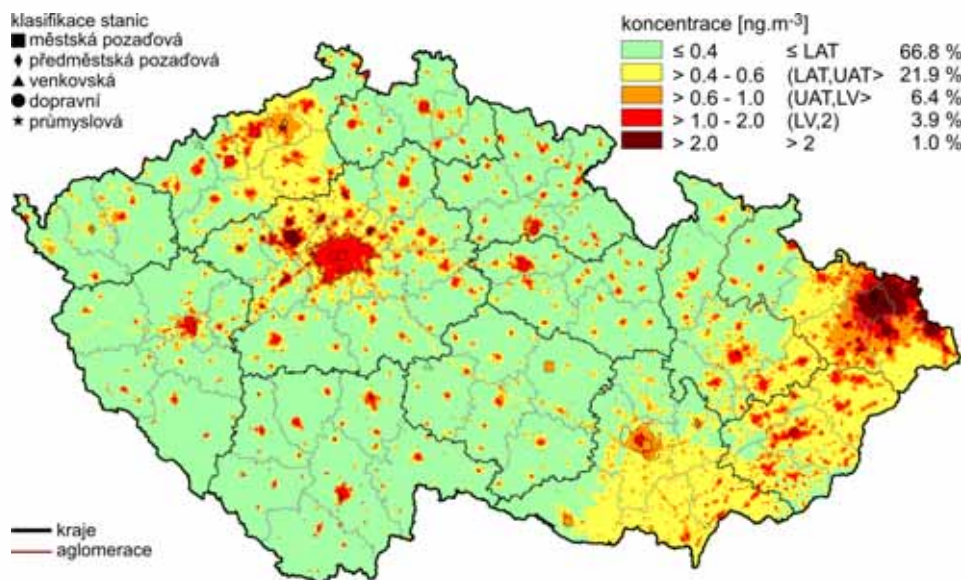 klasifikace stanic
městská pozaďová
předměstská pozaďová
venkovská
dopravní
průmyslová
koncentrace [ng.m-3]
≤ 0.4 ≤ LAT 66.8 %
> 0.4 - 0.6 (LAT,UAT> 21.9 %
> 0.6 - 1.0 (UAT,LV> 6.4 %
> 1.0 - 2.0 (LV,2) 3.9 %
> 2.0 > 2 1.0 %
kraje
aglomerace